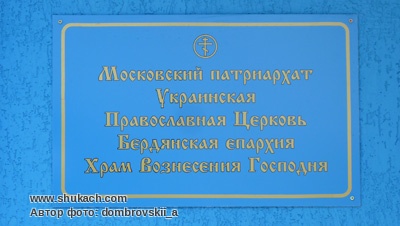 Московский патриархат
Украинская
Православная Церковь
Бердянская епархия
Храм Вознесения Господня
www.shukach.com
Автор фото: dombrovskii_a